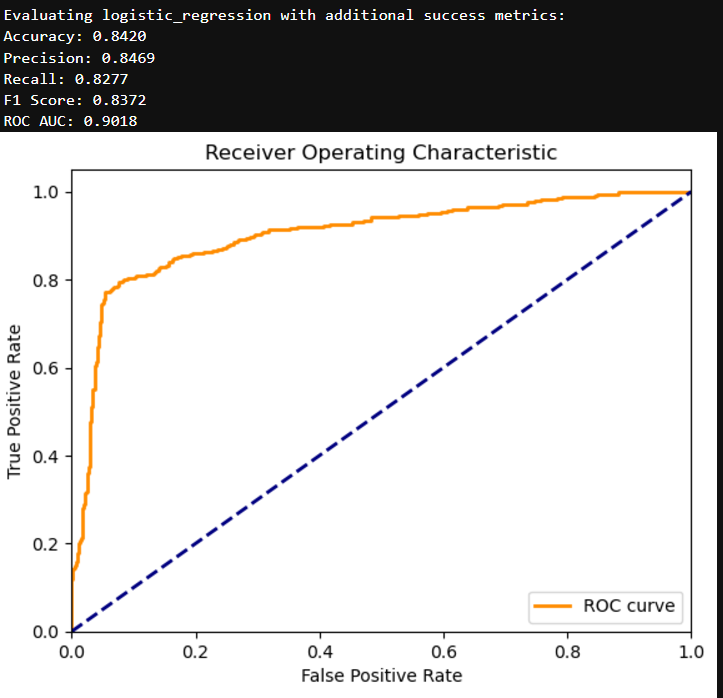 Evaluating logistic_regression with additional success metrics:
Accuracy: 0.8420
Precision: 0.8469
Recall: 0.8277
F1 Score: 0.8372
ROC AUC: 0.9018
Receiver Operating Characteristic
1.0
0.8
0.6
0.4
0.2
0.0
True Positive Rate
ROC curve
0.0 0.2 0.4 0.6 0.8 1.0
False Positive Rate